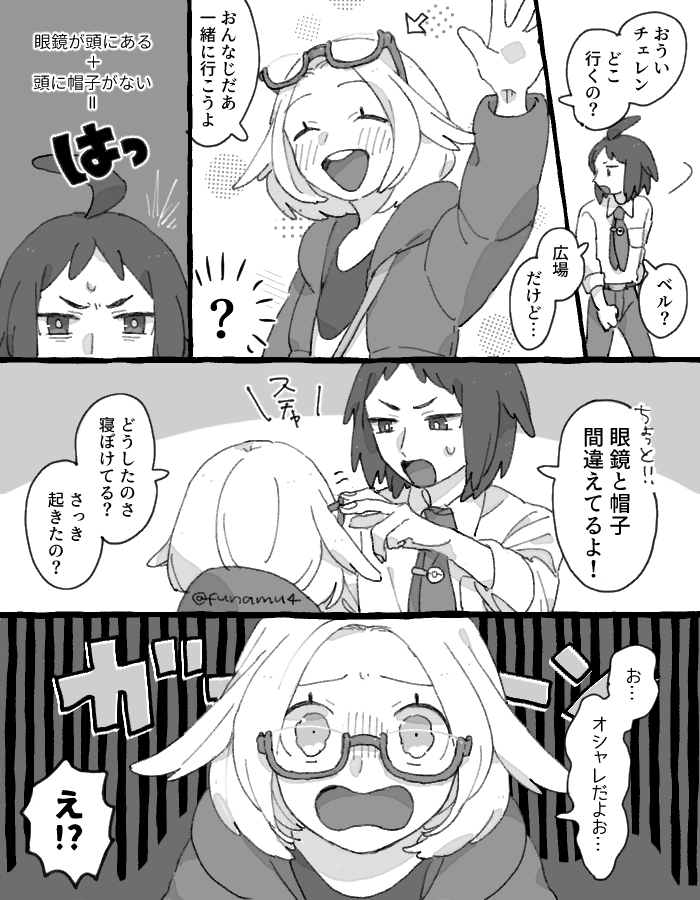 おうい
チェレン
どこ
行くの？
ベル？
広場
だけど…
おんなじだあ
一緒に行こうよ
？
眼鏡が頭にある
＋
頭に帽子がない
＝
はっ
ちょっと!!
眼鏡と帽子
間違えてるよ！
スチャ
どうしたのさ
寝ぼけてる？
さっき
起きたの？
@funamu4
お…
オシャレだよお…
ガーン
え!?